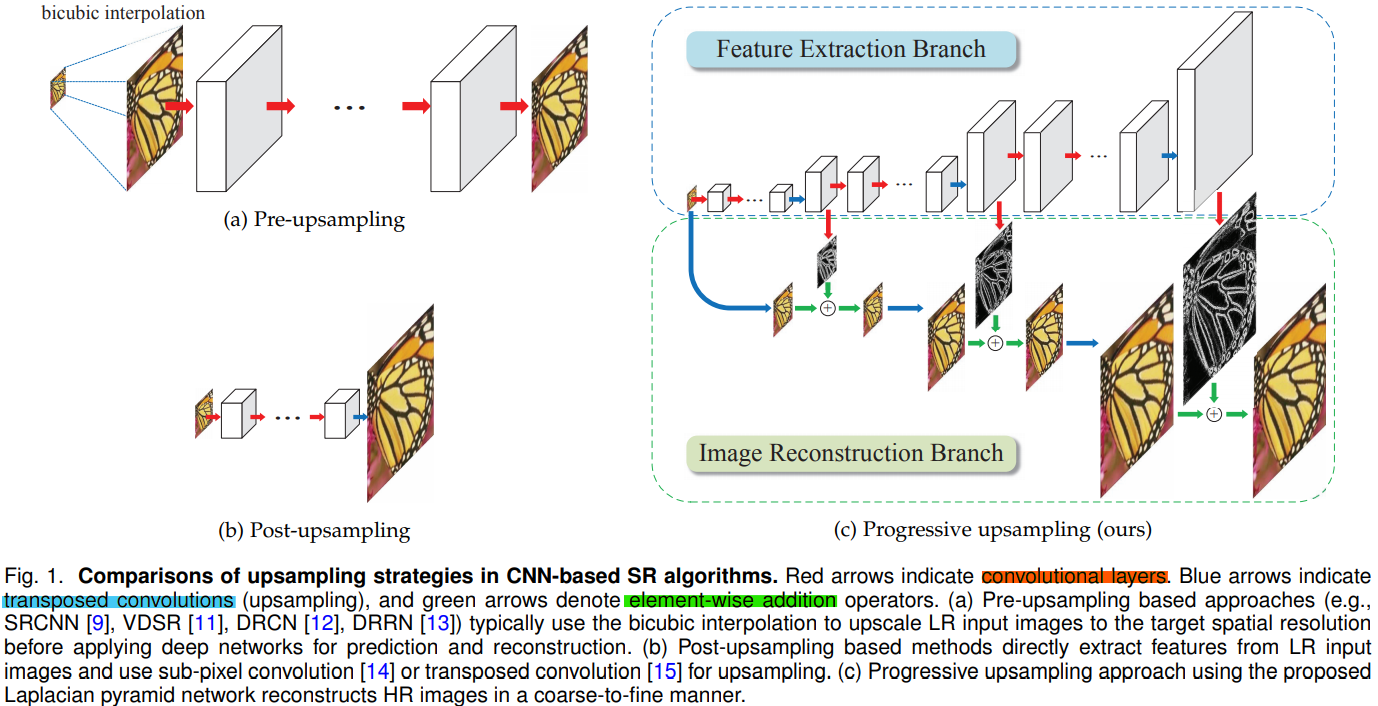 bicubic interpolation
(a) Pre-upsampling
(b) Post-upsampling
Feature Extraction Branch
Image Reconstruction Branch
(c) Progressive upsampling (ours)
Fig. 1. Comparisons of upsampling strategies in CNN-based SR algorithms. Red arrows indicate convolutional layers. Blue arrows indicate
transposed convolutions (upsampling), and green arrows denote element-wise addition operators. (a) Pre-upsampling based approaches (e.g.,
SRCNN [9], VDSR [11], DRCN [12], DRRN [13]) typically use the bicubic interpolation to upscale LR input images to the target spatial resolution
before applying deep networks for prediction and reconstruction. (b) Post-upsampling based methods directly extract features from LR input
images and use sub-pixel convolution [14] or transposed convolution [15] for upsampling. (c) Progressive upsampling approach using the proposed
Laplacian pyramid network reconstructs HR images in a coarse-to-fine manner.